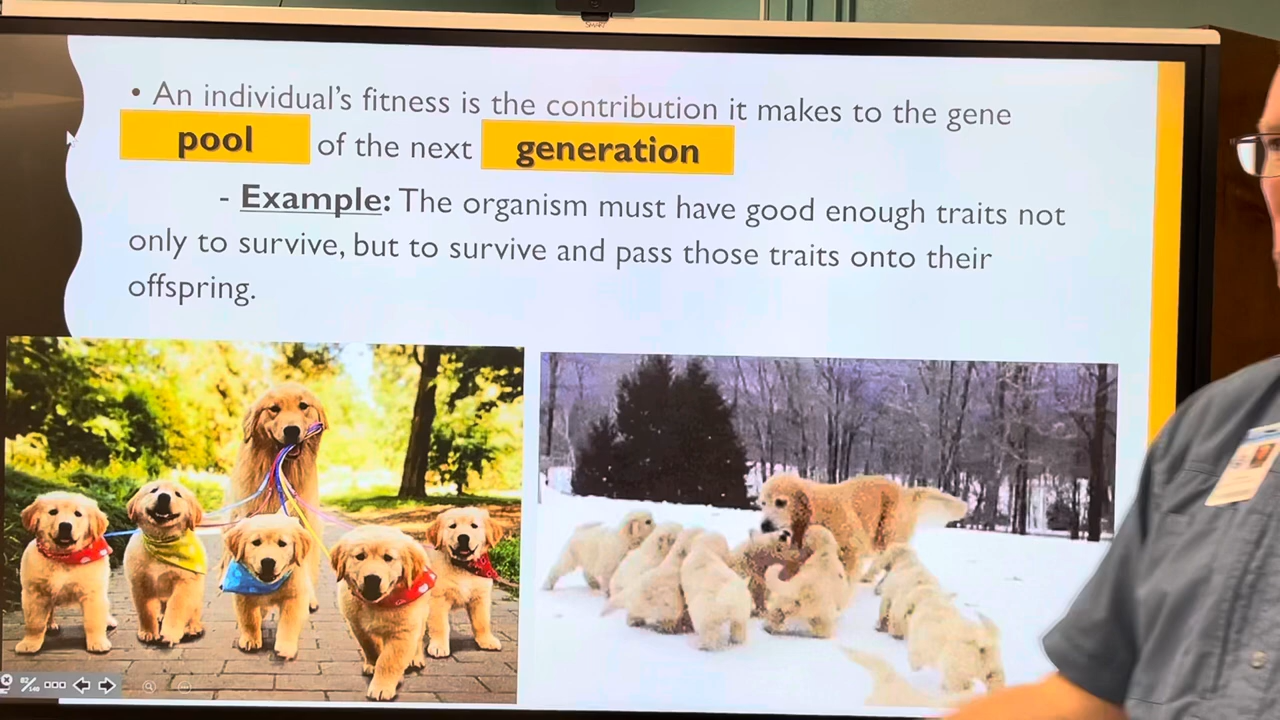 SMART
• An individual's fitness is the contribution it makes to the gene
pool of the next generation
- Example: The organism must have good enough traits not
only to survive, but to survive and pass those traits onto their
offspring.